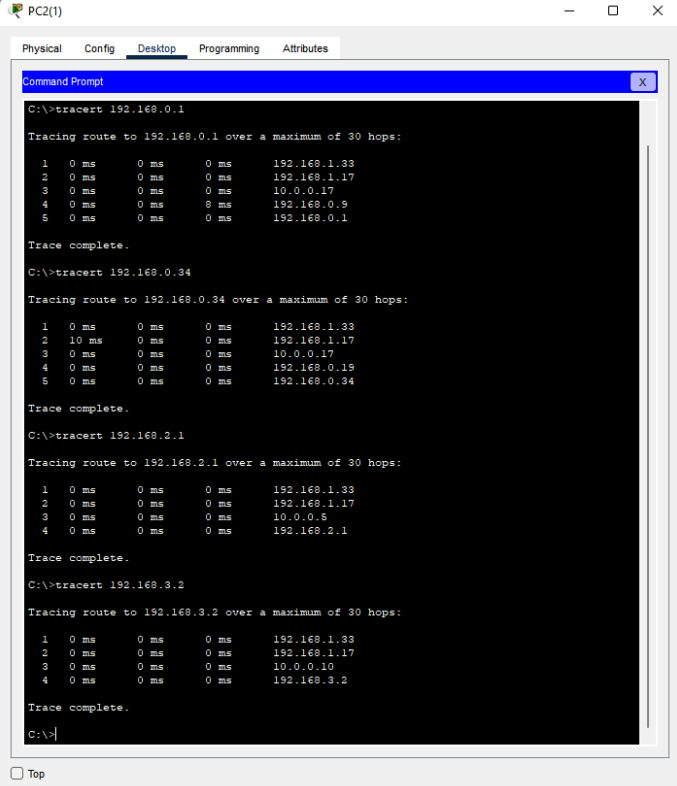 PC2(1)
Physical Config Desktop Programming Attributes
Command Prompt X
C:\>tracert 192.168.0.1
Tracing route to 192.168.0.1 over a maximum of 30 hops:
1 0 ms 0 ms 0 ms 192.168.1.33
2 0 ms 0 ms 0 ms 192.168.1.17
3 0 ms 0 ms 0 ms 10.0.0.17
4 0 ms 0 ms 8 ms 192.168.0.9
5 0 ms 0 ms 0 ms 192.168.0.1
Trace complete.
C:\>tracert 192.168.0.34
Tracing route to 192.168.0.34 over a maximum of 30 hops:
1 0 ms 0 ms 0 ms 192.168.1.33
2 10 ms 0 ms 0 ms 192.168.1.17
3 0 ms 0 ms 0 ms 10.0.0.17
4 0 ms 0 ms 0 ms 192.168.0.19
5 0 ms 0 ms 0 ms 192.168.0.34
Trace complete.
C:\>tracert 192.168.2.1
Tracing route to 192.168.2.1 over a maximum of 30 hops:
1 0 ms 0 ms 0 ms 192.168.1.33
2 0 ms 0 ms 0 ms 192.168.1.17
3 0 ms 0 ms 0 ms 10.0.0.5
4 0 ms 0 ms 0 ms 192.168.2.1
Trace complete.
C:\>tracert 192.168.3.2
Tracing route to 192.168.3.2 over a maximum of 30 hops:
1 0 ms 0 ms 0 ms 192.168.1.33
2 0 ms 0 ms 0 ms 192.168.1.17
3 0 ms 0 ms 0 ms 10.0.0.10
4 0 ms 0 ms 0 ms 192.168.3.2
Trace complete.
C:\>
Top